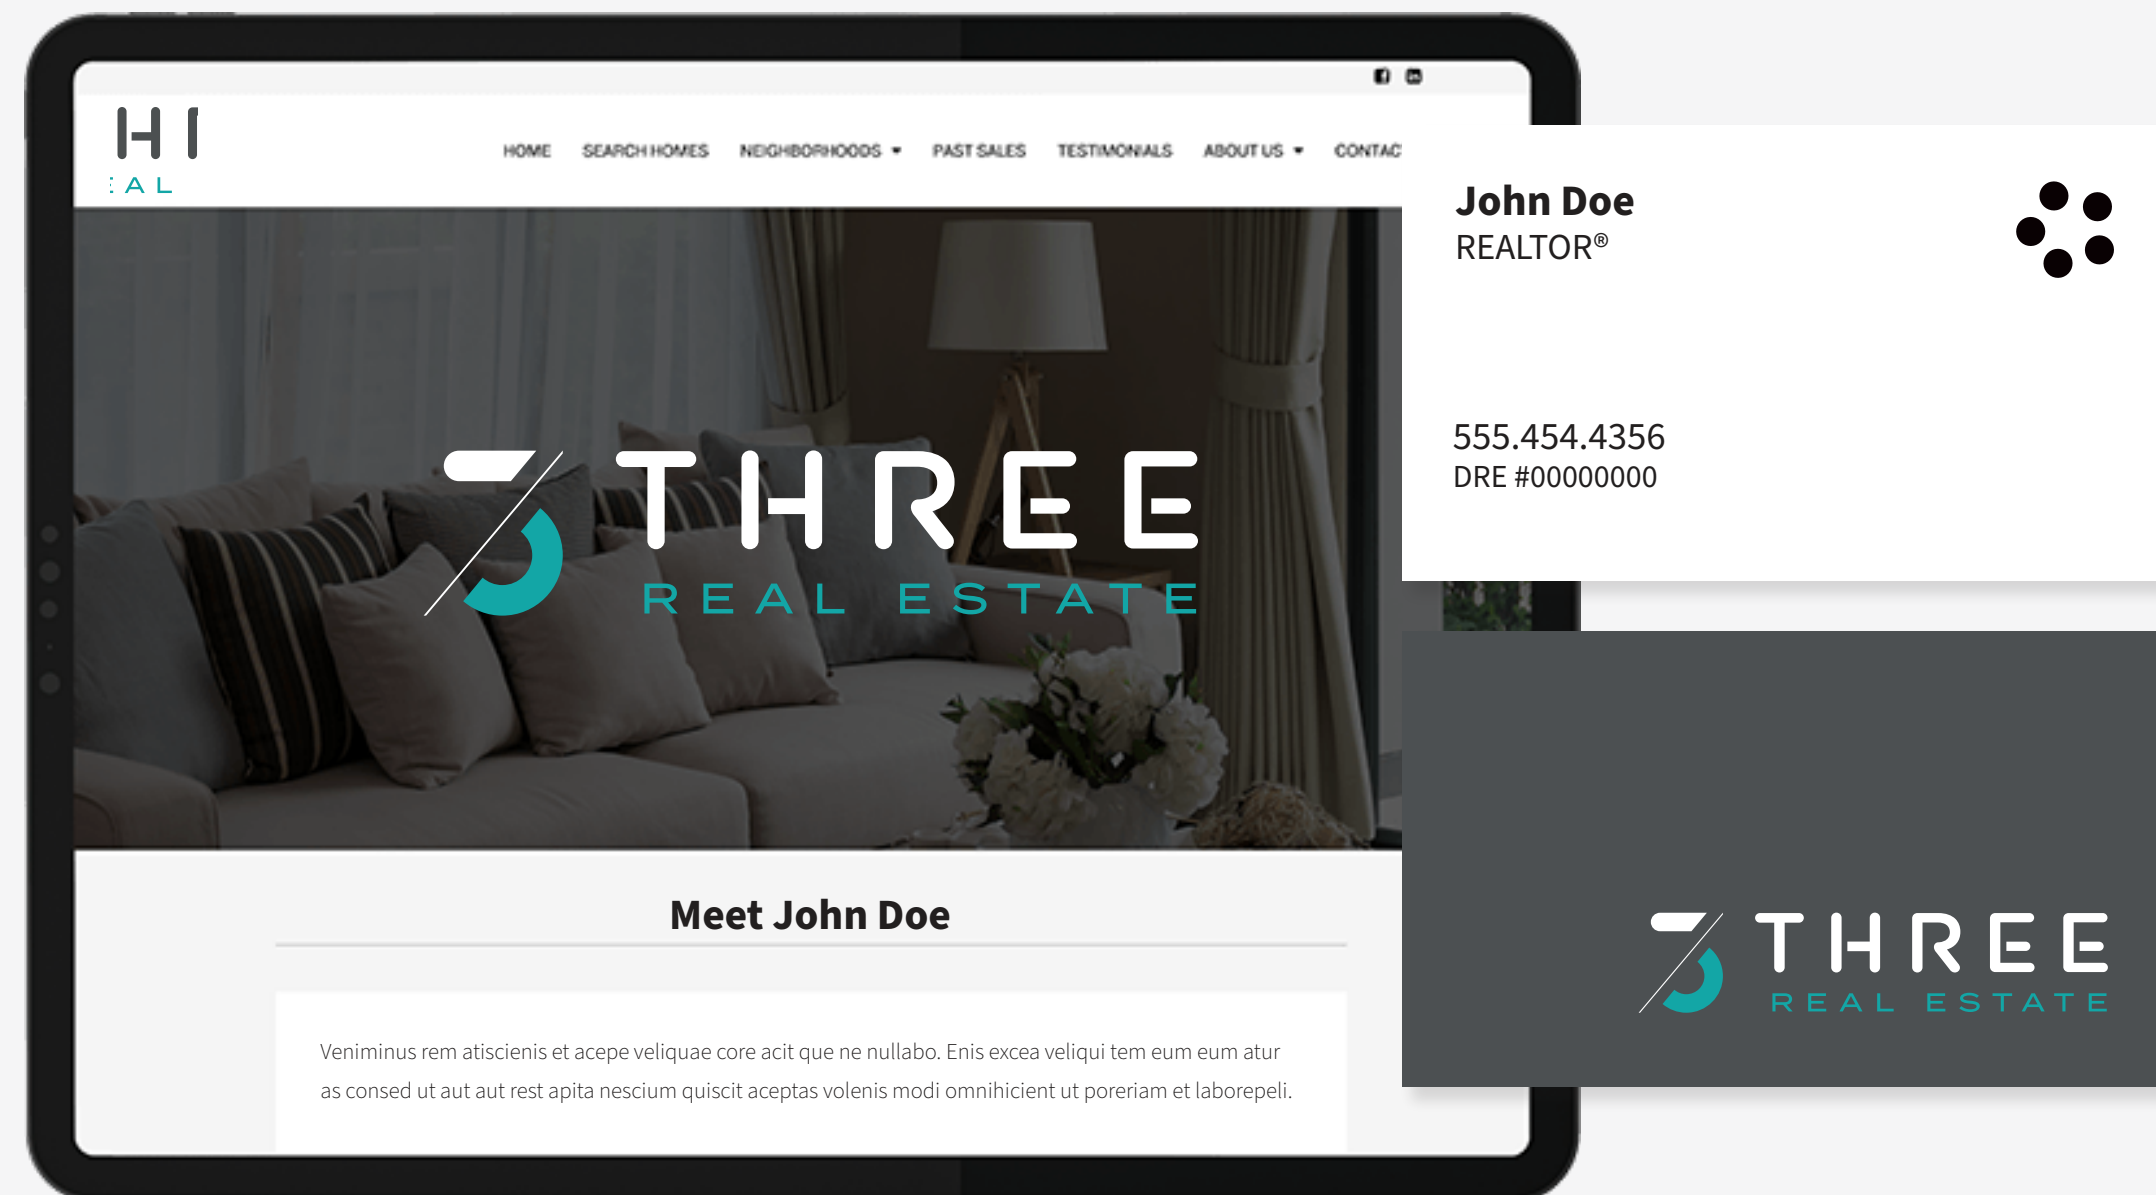 HOME SEARCH HOMES NEIGHBORHOODS PAST SALES TESTIMONIALS ABOUT US CONTAC
THREE
REAL ESTATE
Meet John Doe
Veniminus rem atiscienis et acepe veliquae core acit que ne nullabo. Enis excea veliqui tem eum eum atur
as consed ut aut aut rest apita nescium quiscit aceptas volenis modi omnihicient ut poreriam et laborepeli.
John Doe
REALTOR®
555.454.4356
DRE #00000000
THREE
REAL ESTATE